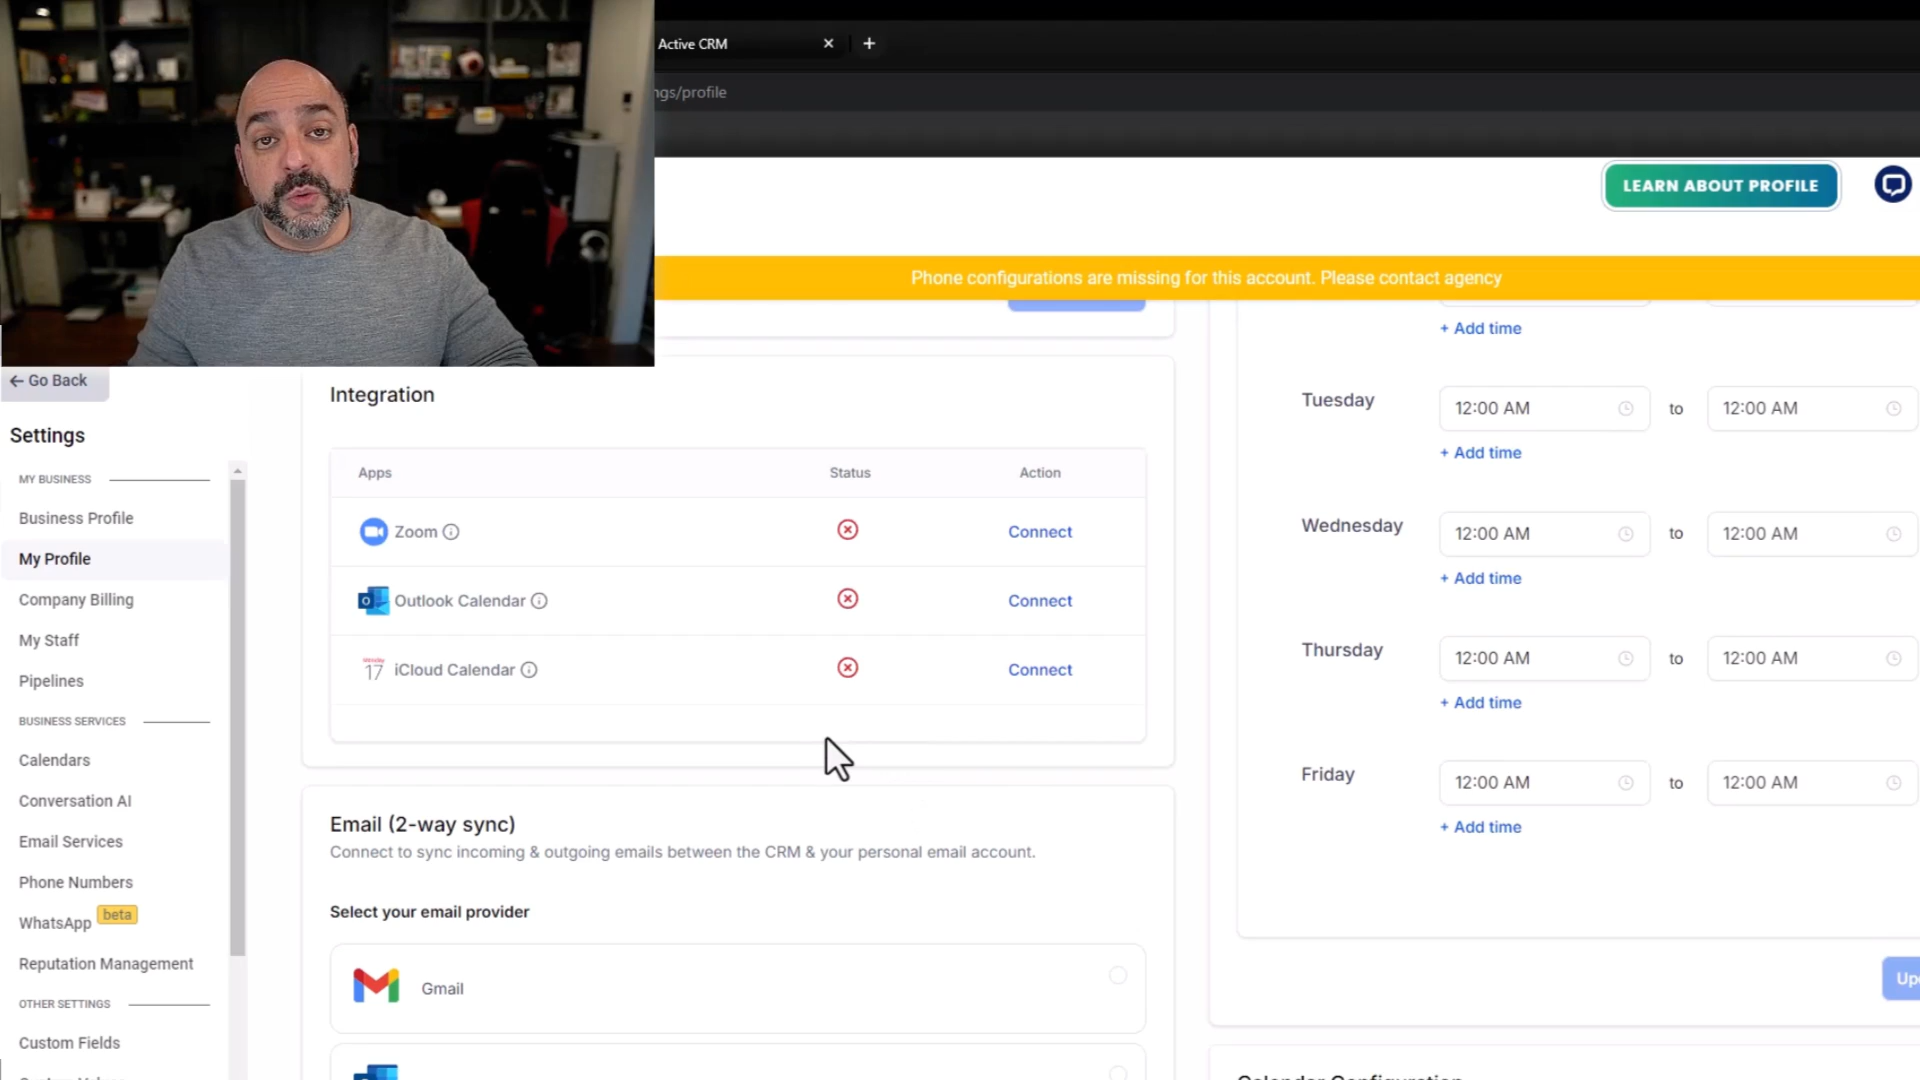 DXT
Active CRM
ngs/profile
LEARN ABOUT PROFILE
Phone configurations are missing for this account. Please contact agency
Go Back
Settings
MY BUSINESS
Business Profile
My Profile
Company Billing
My Staff
Pipelines
BUSINESS SERVICES
Calendars
Conversation AI
Email Services
Phone Numbers
WhatsApp beta
Reputation Management
OTHER SETTINGS
Custom Fields
Integration
Apps Status Action
Zoom Connect
Outlook Calendar Connect
17 iCloud Calendar Connect
Email (2-way sync)
Connect to sync incoming & outgoing emails between the CRM & your personal email account.
Select your email provider
Gmail
+ Add time
Tuesday 12:00 AM to 12:00 AM
+ Add time
Wednesday 12:00 AM to 12:00 AM
+ Add time
Thursday 12:00 AM to 12:00 AM
+ Add time
Friday 12:00 AM to 12:00 AM
+ Add time
Calendar Configuration